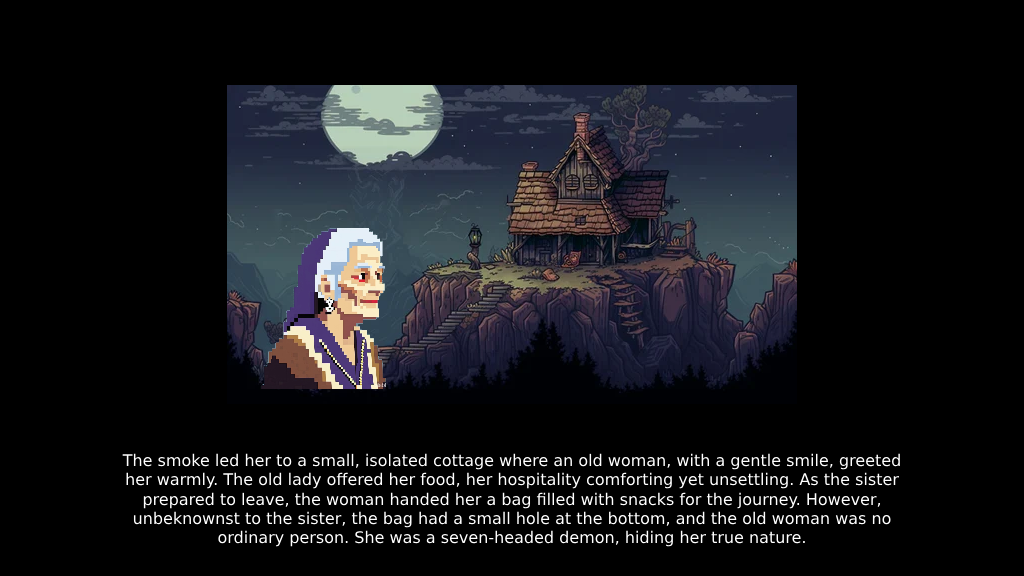 The smoke led her to a small, isolated cottage where an old woman, with a gentle smile, greeted
her warmly. The old lady offered her food, her hospitality comforting yet unsettling. As the sister
prepared to leave, the woman handed her a bag filled with snacks for the journey. However,
unbeknownst to the sister, the bag had a small hole at the bottom, and the old woman was no
ordinary person. She was a seven-headed demon, hiding her true nature.